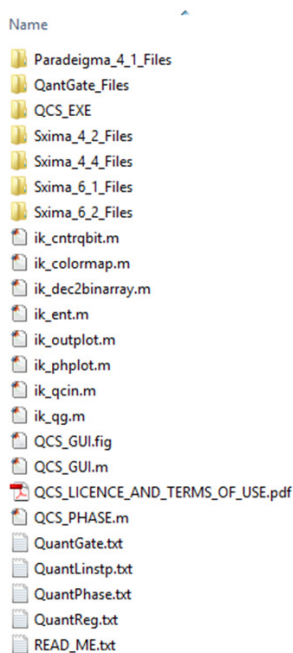 Name
Paradeigma_4_1_Files
QantGate_Files
QCS_EXE
Sxima_4_2_Files
Sxima_4_4_Files
Sxima_6_1_Files
Sxima_6_2_Files
ik_cntrqbit.m
ik_colormap.m
ik_dec2binarray.m
ik_ent.m
ik_outplot.m
ik_phplot.m
ik_qcin.m
ik_qg.m
QCS_GUI.fig
QCS_GUI.m
QCS_LICENCE_AND_TERMS_OF_USE.pdf
QCS_PHASE.m
QuantGate.txt
QuantLinstp.txt
QuantPhase.txt
QuantReg.txt
READ_ME.txt